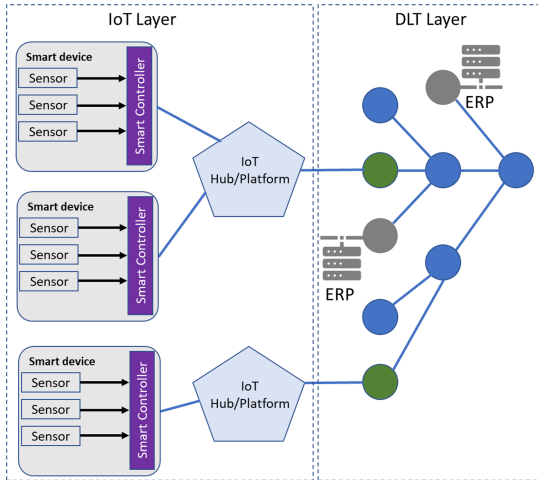 IoT Layer
DLT Layer
Smart device
Sensor
Sensor
Sensor
Smart Controller
ERP
IoT
Hub/Platform
Smart device
Sensor
Sensor
Sensor
Smart Controller
ERP
Smart device
Sensor
Sensor
Sensor
Smart Controller
IoT
Hub/Platform